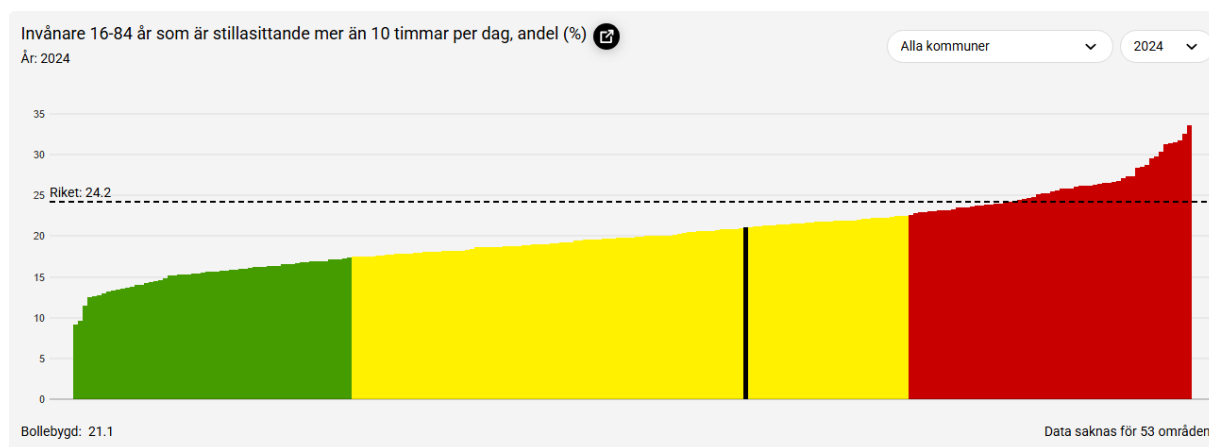 Invånare 16-84 år som är stillasittande mer än 10 timmar per dag, andel (%)
År: 2024
Alla kommuner
2024
35
30
25
Riket: 24.2
20
15
10
5
0
Bollebygd: 21.1
Data saknas för 53 områden